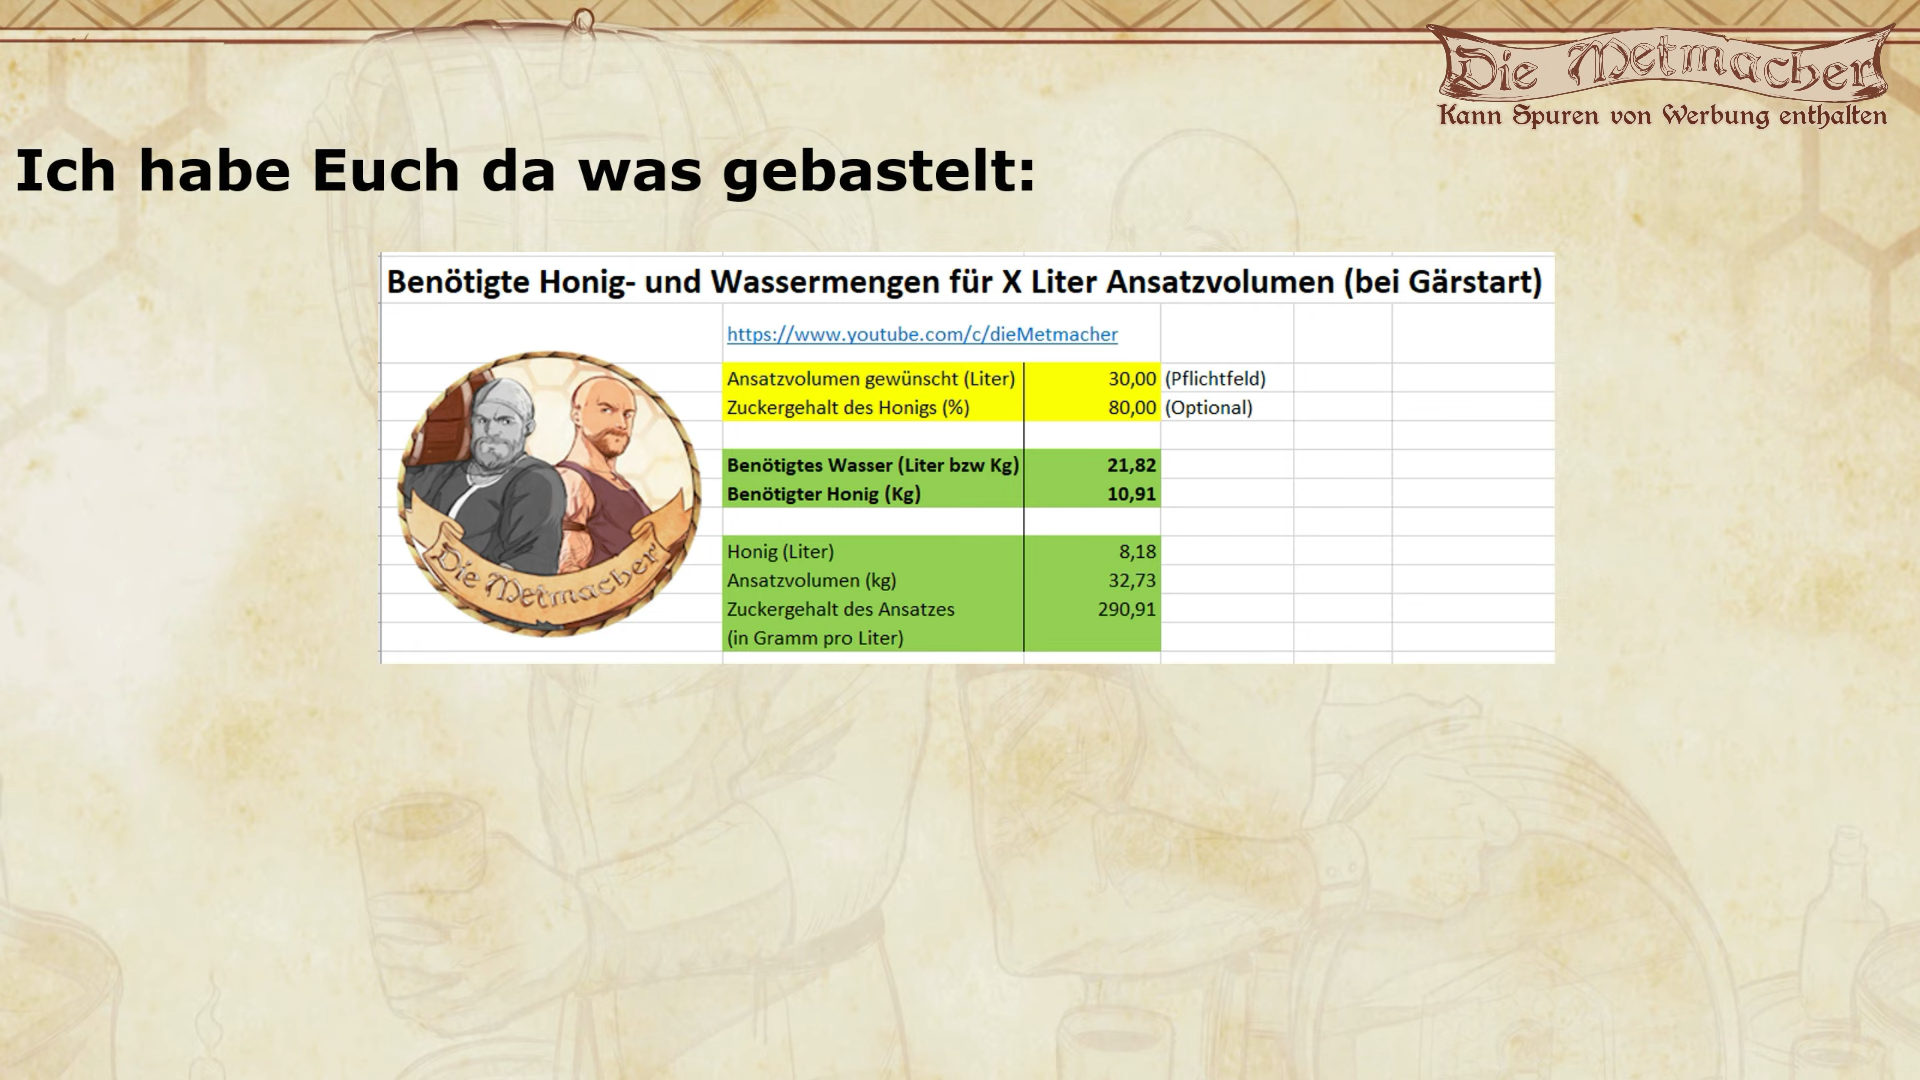 Die Metmacher
Kann Spuren von Werbung enthalten
Ich habe Euch da was gebastelt:
Benötigte Honig- und Wassermengen für X Liter Ansatzvolumen (bei Gärstart)
https://www.youtube.com/c/dieMetmacher
Ansatzvolumen gewünscht (Liter) 30,00 (Pflichtfeld)
Zuckergehalt des Honigs (%) 80,00 (Optional)
Benötigtes Wasser (Liter bzw Kg) 21,82
Benötigter Honig (Kg) 10,91
Honig (Liter) 8,18
Ansatzvolumen (kg) 32,73
Zuckergehalt des Ansatzes 290,91
(in Gramm pro Liter)
Die Metmacher